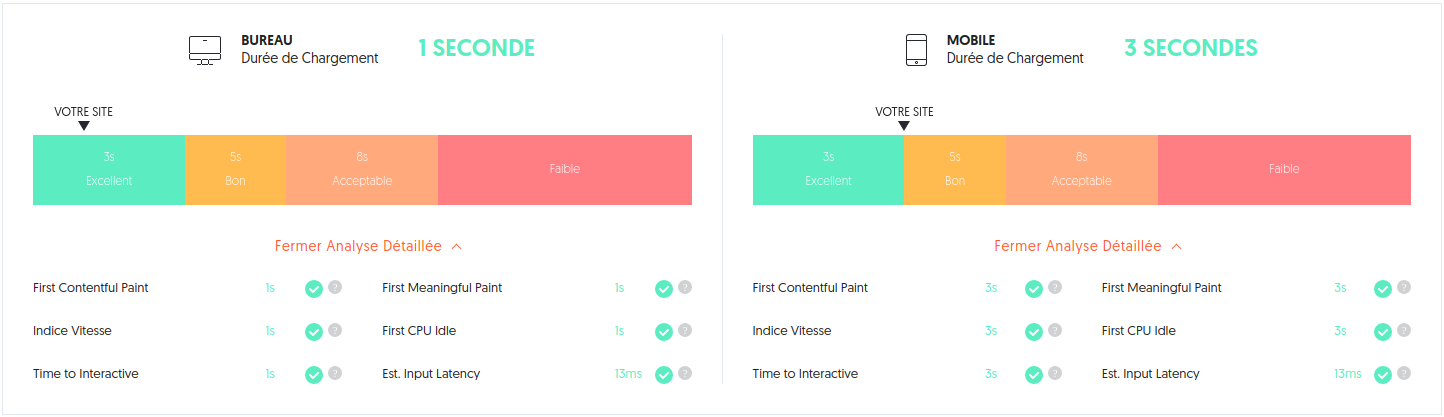 BUREAU
Durée de Chargement
1 SECONDE
VOTRE SITE
3s
Excellent
5s
Bon
8s
Acceptable
Faible
Fermer Analyse Détaillée
First Contentful Paint 1s ?
First Meaningful Paint 1s ?
Indice Vitesse 1s ?
First CPU Idle 1s ?
Time to Interactive 1s ?
Est. Input Latency 13ms ?
MOBILE
Durée de Chargement
3 SECONDES
VOTRE SITE
3s
Excellent
5s
Bon
8s
Acceptable
Faible
Fermer Analyse Détaillée
First Contentful Paint 3s ?
First Meaningful Paint 3s ?
Indice Vitesse 3s ?
First CPU Idle 3s ?
Time to Interactive 3s ?
Est. Input Latency 13ms ?